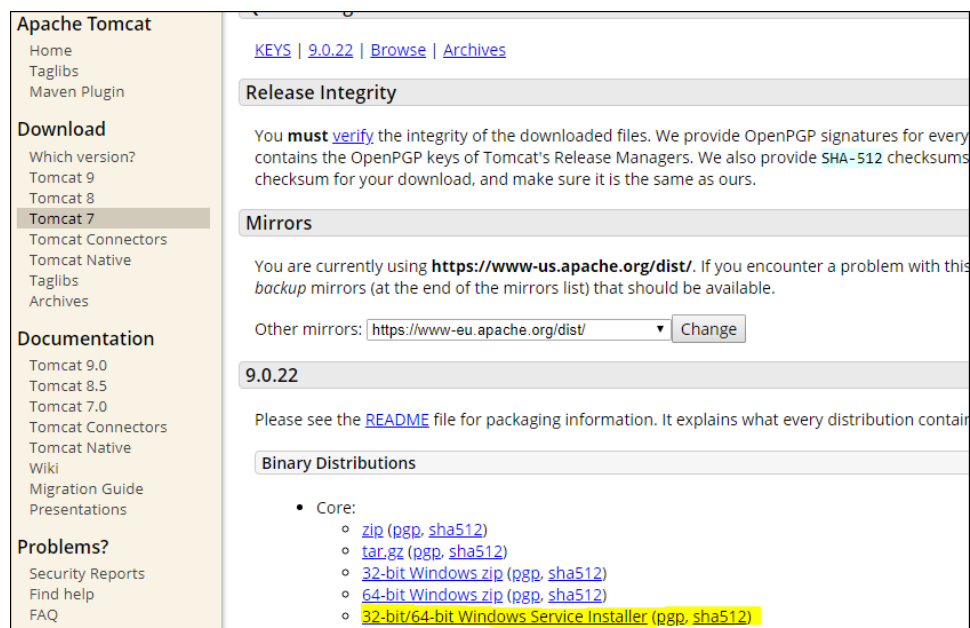 Apache Tomcat
Home
Taglibs
Maven Plugin
Download
Which version?
Tomcat 9
Tomcat 8
Tomcat 7
Tomcat Connectors
Tomcat Native
Taglibs
Archives
Documentation
Tomcat 9.0
Tomcat 8.5
Tomcat 7.0
Tomcat Connectors
Tomcat Native
Wiki
Migration Guide
Presentations
Problems?
Security Reports
Find help
FAQ
KEYS | 9.0.22 | Browse | Archives
Release Integrity
You must verify the integrity of the downloaded files. We provide OpenPGP signatures for every
contains the OpenPGP keys of Tomcat's Release Managers. We also provide SHA-512 checksums
checksum for your download, and make sure it is the same as ours.
Mirrors
You are currently using https://www-us.apache.org/dist/. If you encounter a problem with this
backup mirrors (at the end of the mirrors list) that should be available.
Other mirrors: https://www-eu.apache.org/dist/ Change
9.0.22
Please see the README file for packaging information. It explains what every distribution contain
Binary Distributions
• Core:
zip (pgp, sha512)
tar.gz (pgp, sha512)
32-bit Windows zip (pgp, sha512)
64-bit Windows zip (pgp, sha512)
32-bit/64-bit Windows Service Installer (pgp, sha512)